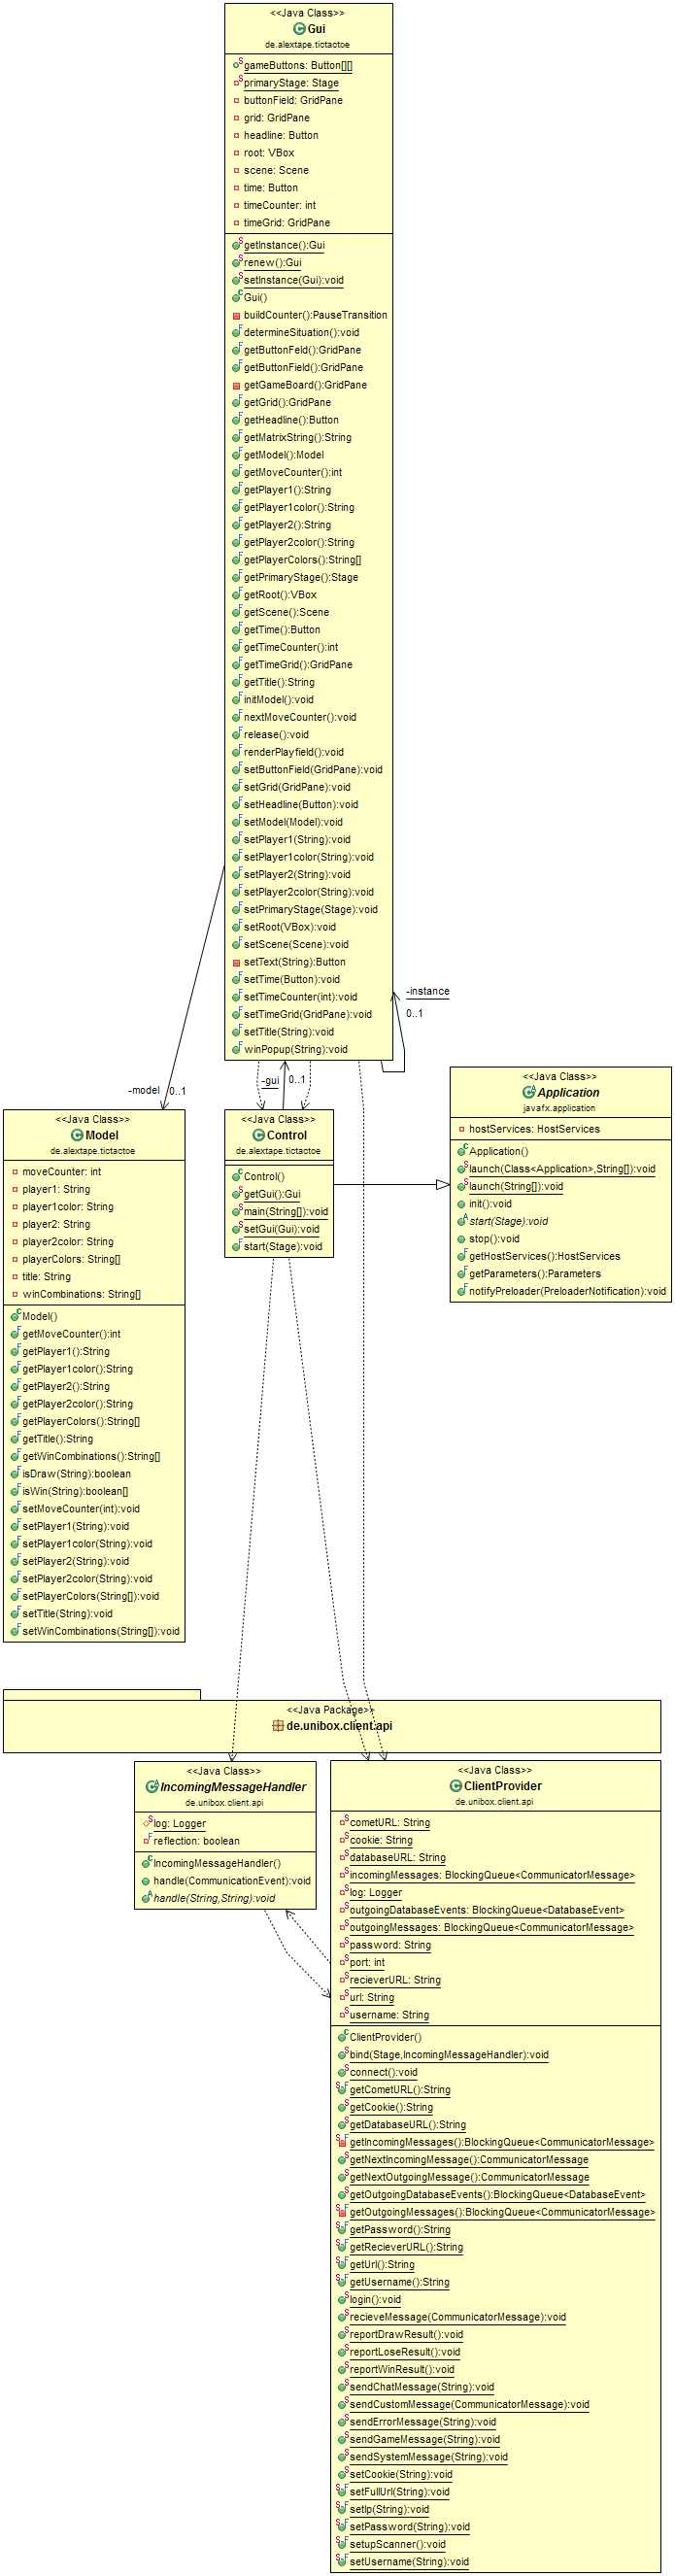 <<Java Class>>
Gui
de.alextape.tictactoe
gameButtons: Button[][]
primaryStage: Stage
buttonField: GridPane
grid: GridPane
headline: Button
root: VBox
scene: Scene
time: Button
timeCounter: int
timeGrid: GridPane
getInstance():Gui
renew():Gui
setInstance(Gui):void
Gui()
buildCounter():PauseTransition
determineSituation():void
getButtonFeld():GridPane
getButtonField():GridPane
getGameBoard():GridPane
getGrid():GridPane
getHeadline():Button
getMatrixString():String
getModel():Model
getMoveCounter():int
getPlayer1():String
getPlayer1color():String
getPlayer2():String
getPlayer2color():String
getPlayerColors():String[]
getPrimaryStage():Stage
getRoot():VBox
getScene():Scene
getTime():Button
getTimeCounter():int
getTimeGrid():GridPane
getTitle():String
initModel():void
nextMoveCounter():void
release():void
renderPlayfield():void
setButtonField(GridPane):void
setGrid(GridPane):void
setHeadline(Button):void
setModel(Model):void
setPlayer1(String):void
setPlayer1color(String):void
setPlayer2(String):void
setPlayer2color(String):void
setPrimaryStage(Stage):void
setRoot(VBox):void
setScene(Scene):void
setText(String):Button
setTime(Button):void
setTimeCounter(int):void
setTimeGrid(GridPane):void
setTitle(String):void
winPopup(String):void
-instance
0..1
-gui
0..1
-model
0..1
<<Java Class>>
Model
de.alextape.tictactoe
moveCounter: int
player1: String
player1color: String
player2: String
player2color: String
playerColors: String[]
title: String
winCombinations: String[]
Model()
getMoveCounter():int
getPlayer1():String
getPlayer1color():String
getPlayer2():String
getPlayer2color():String
getPlayerColors():String[]
getTitle():String
getWinCombinations():String[]
isDraw(String):boolean
isWin(String):boolean[]
setMoveCounter(int):void
setPlayer1(String):void
setPlayer1color(String):void
setPlayer2(String):void
setPlayer2color(String):void
setPlayerColors(String[]):void
setTitle(String):void
setWinCombinations(String[]):void
<<Java Class>>
Control
de.alextape.tictactoe
Control()
getGui():Gui
main(String[]):void
setGui(Gui):void
start(Stage):void
<<Java Class>>
Application
javafx.application
hostServices: HostServices
Application()
launch(Class<Application>,String[]):void
launch(String[]):void
init():void
start(Stage):void
stop():void
getHostServices():HostServices
getParameters():Parameters
notifyPreloader(PreloaderNotification):void
<<Java Package>>
de.unibox.client.api
<<Java Class>>
IncomingMessageHandler
de.unibox.client.api
log: Logger
reflection: boolean
IncomingMessageHandler()
handle(CommunicationEvent):void
handle(String,String):void
<<Java Class>>
ClientProvider
de.unibox.client.api
cometURL: String
cookie: String
databaseURL: String
incomingMessages: BlockingQueue<CommunicatorMessage>
log: Logger
outgoingDatabaseEvents: BlockingQueue<DatabaseEvent>
outgoingMessages: BlockingQueue<CommunicatorMessage>
password: String
port: int
recieverURL: String
url: String
username: String
ClientProvider()
bind(Stage,IncomingMessageHandler):void
connect():void
getCometURL():String
getCookie():String
getDatabaseURL():String
getIncomingMessages():BlockingQueue<CommunicatorMessage>
getNextIncomingMessage():CommunicatorMessage
getNextOutgoingMessage():CommunicatorMessage
getOutgoingDatabaseEvents():BlockingQueue<DatabaseEvent>
getOutgoingMessages():BlockingQueue<CommunicatorMessage>
getPassword():String
getRecieverURL():String
getUrl():String
getUsername():String
login():void
recieveMessage(CommunicatorMessage):void
reportDrawResult():void
reportLoseResult():void
reportWinResult():void
sendChatMessage(String):void
sendCustomMessage(CommunicatorMessage):void
sendErrorMessage(String):void
sendGameMessage(String):void
sendSystemMessage(String):void
setCookie(String):void
setFullUrl(String):void
setIp(String):void
setPassword(String):void
setupScanner():void
setUsername(String):void